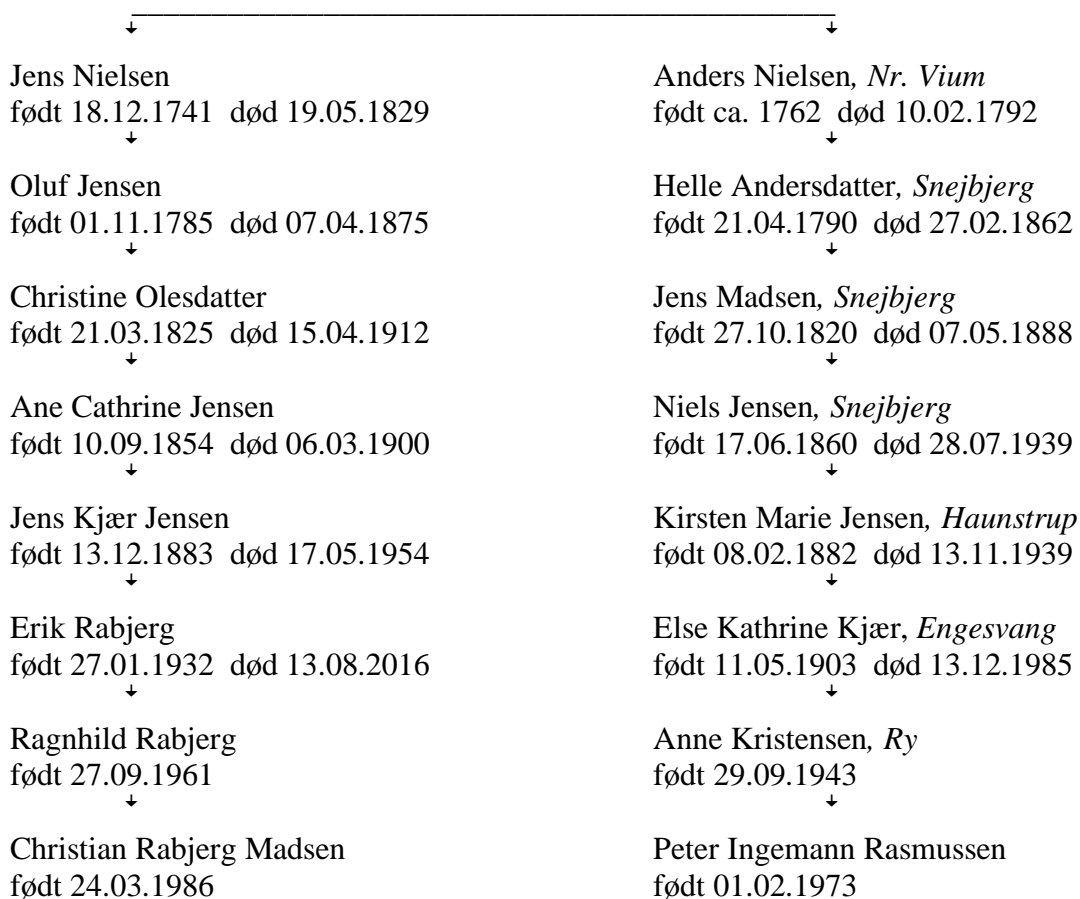 Jens Nielsen
født 18.12.1741 død 19.05.1829
Oluf Jensen
født 01.11.1785 død 07.04.1875
Christine Olesdatter
født 21.03.1825 død 15.04.1912
Ane Cathrine Jensen
født 10.09.1854 død 06.03.1900
Jens Kjær Jensen
født 13.12.1883 død 17.05.1954
Erik Rabjerg
født 27.01.1932 død 13.08.2016
Ragnhild Rabjerg
født 27.09.1961
Christian Rabjerg Madsen
født 24.03.1986
Anders Nielsen, Nr. Vium
født ca. 1762 død 10.02.1792
Helle Andersdatter, Snejbjerg
født 21.04.1790 død 27.02.1862
Jens Madsen, Snejbjerg
født 27.10.1820 død 07.05.1888
Niels Jensen, Snejbjerg
født 17.06.1860 død 28.07.1939
Kirsten Marie Jensen, Haunstrup
født 08.02.1882 død 13.11.1939
Else Kathrine Kjær, Engesvang
født 11.05.1903 død 13.12.1985
Anne Kristensen, Ry
født 29.09.1943
Peter Ingemann Rasmussen
født 01.02.1973